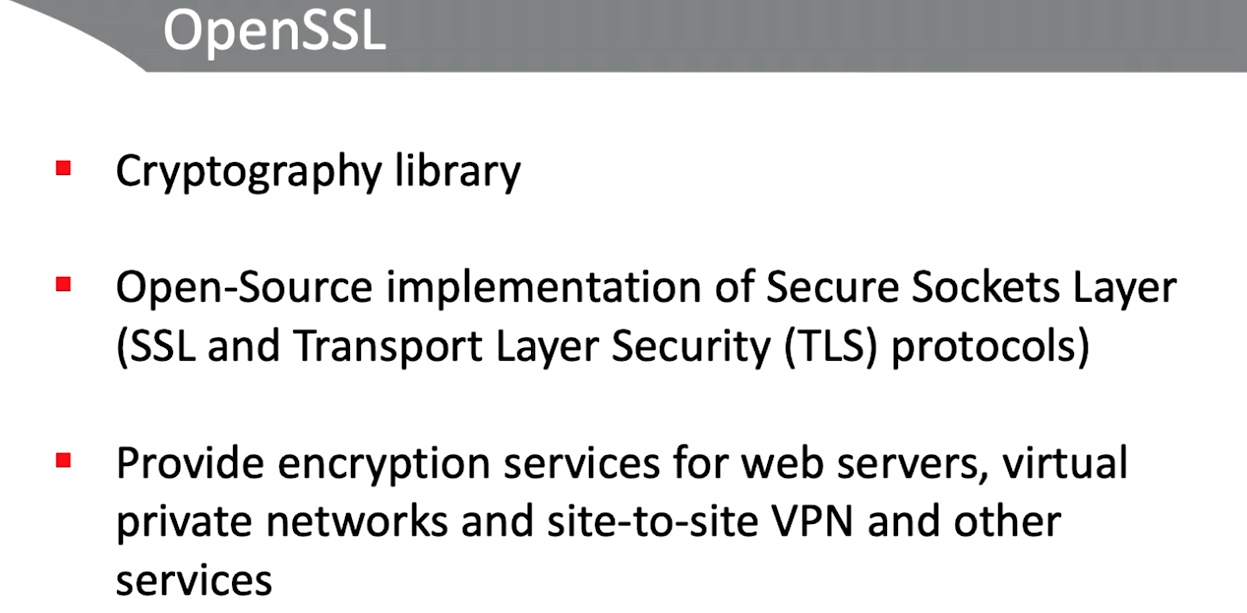 OpenSSL
Cryptography library
Open-Source implementation of Secure Sockets Layer
(SSL and Transport Layer Security (TLS) protocols)
Provide encryption services for web servers, virtual
private networks and site-to-site VPN and other
services